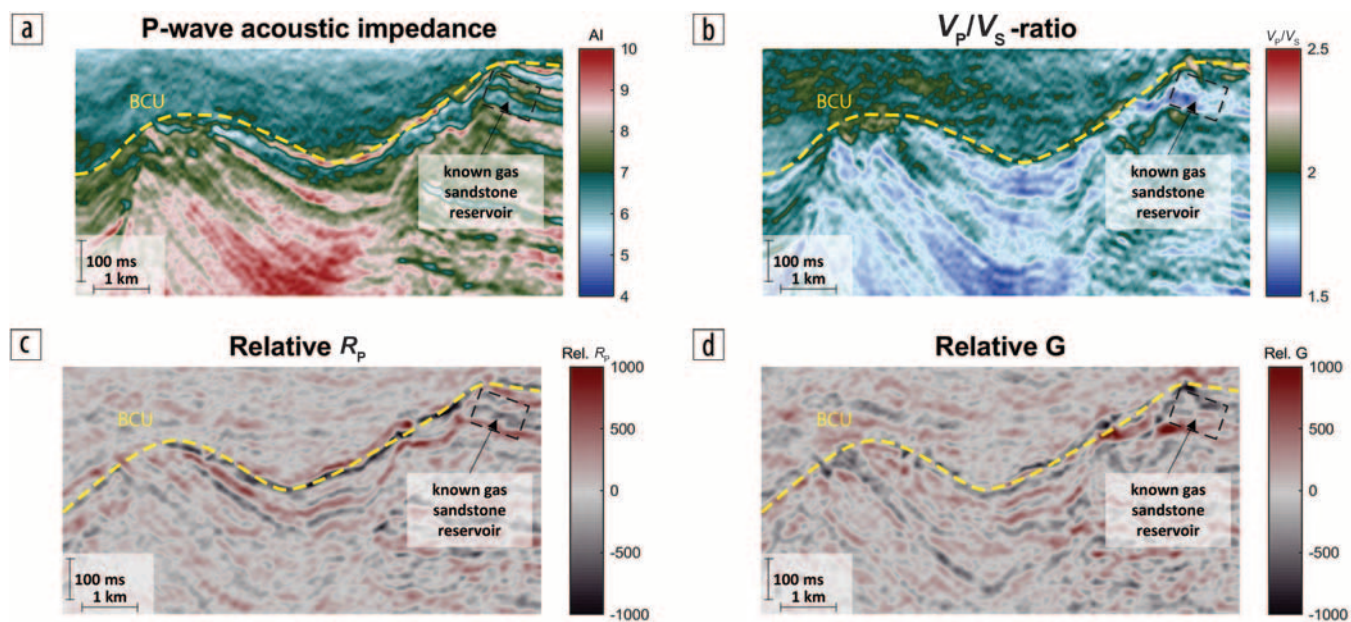 a
P-wave acoustic impedance
AI
BCU
known gas
sandstone
reservoir
100 ms
1 km
10
9
8
7
6
5
4
b
VP/VS -ratio
VP/VS
BCU
known gas
sandstone
reservoir
100 ms
1 km
2.5
2
1.5
c
Relative RP
Rel. RP
BCU
known gas
sandstone
reservoir
100 ms
1 km
1000
500
0
-500
-1000
d
Relative G
Rel. G
BCU
known gas
sandstone
reservoir
100 ms
1 km
1000
500
0
-500
-1000